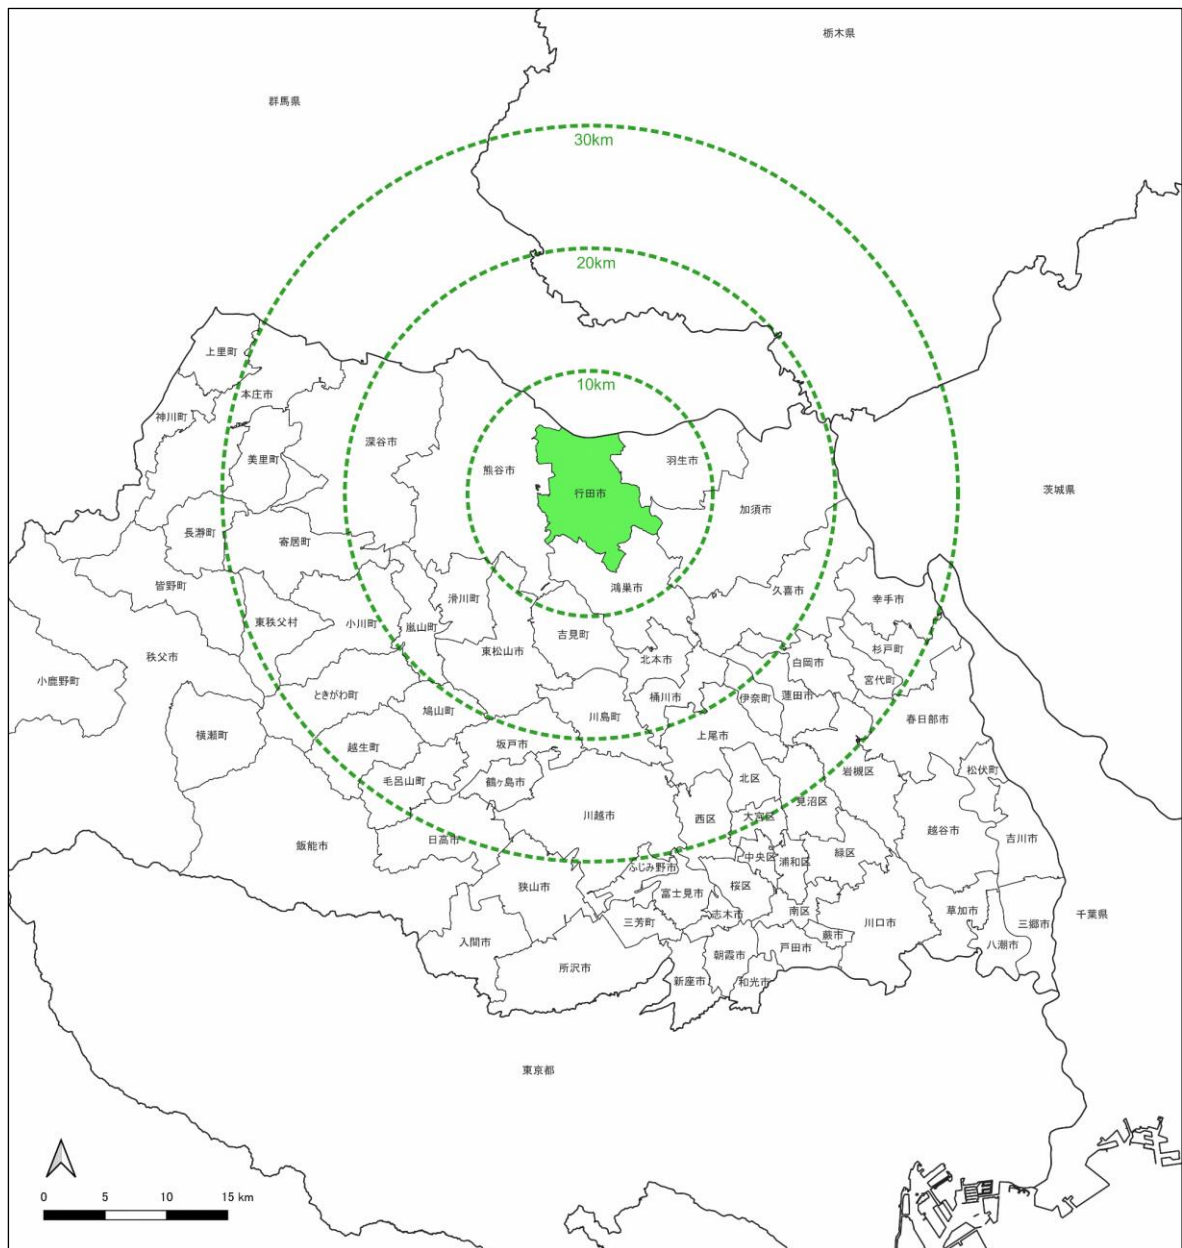 栃木県
群馬県
30km
20km
上里町
10km
本庄市
神川町
深谷市
美里町
熊谷市
羽生市
行田市
茨城県
加須市
長瀞町
寄居町
皆野町
鴻巣市
久喜市
滑川町
幸手市
東秩父村
小川町
嵐山町
吉見町
杉戸町
東松山市
秩父市
北本市
白岡市
小鹿野町
宮代町
ときがわ町
桶川市
伊奈町
蓮田市
鳩山町
川島町
春日部市
横瀬町
越生町
坂戸市
上尾市
毛呂山町
鶴ヶ島市
北区
岩槻区
松伏町
見沼区
川越市
西区
大宮区
越谷市
飯能市
日高市
吉川市
中央区
浦和区
緑区
ふじみ野市
狭山市
富士見市
桜区
三芳町
志木市
南区
川口市
草加市
三郷市
千葉県
入間市
蕨市
戸田市
八潮市
所沢市
朝霞市
新座市
和光市
東京都
0 5 10 15 km